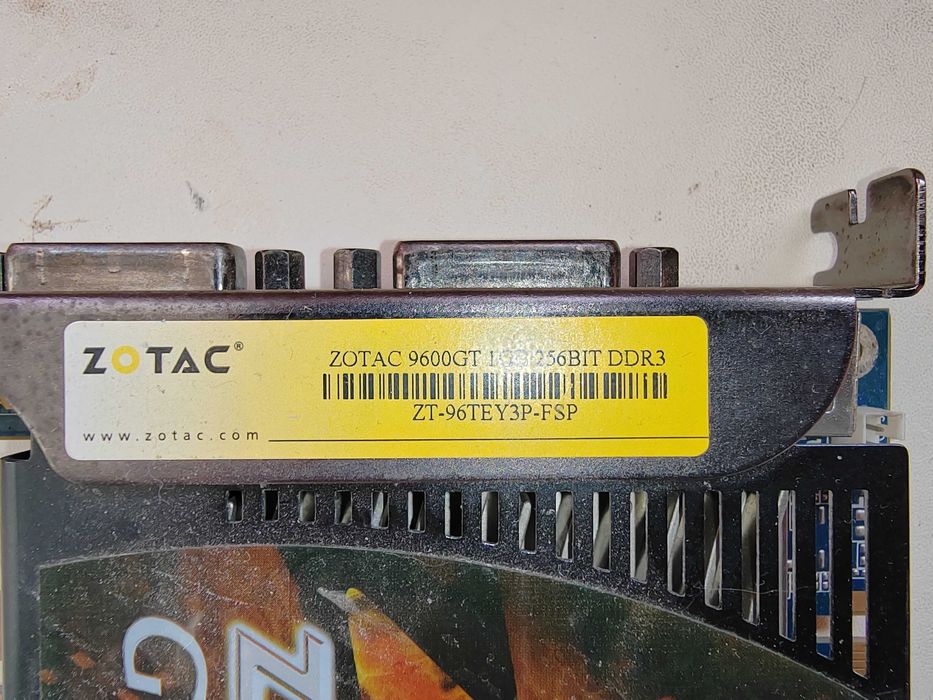 ZOTAC®
ZOTAC 9600GT 1GB 256BIT DDR3
ZT-96TEY3P-FSP
www.zotac.com